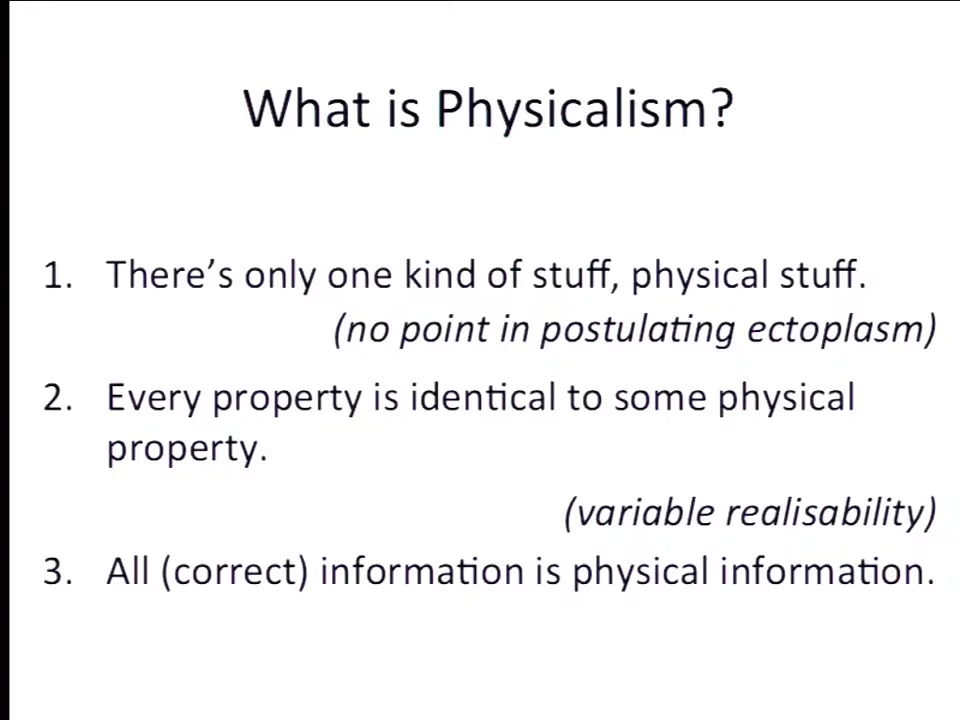 What is Physicalism?
1. There’s only one kind of stuff, physical stuff.
(no point in postulating ectoplasm)
2. Every property is identical to some physical
property.
(variable realisability)
3. All (correct) information is physical information.